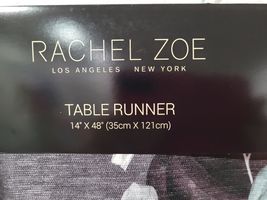 RACHEL ZOE
LOS ANGELES NEW YORK
TABLE RUNNER
14" X 48" (35cm X 121cm)